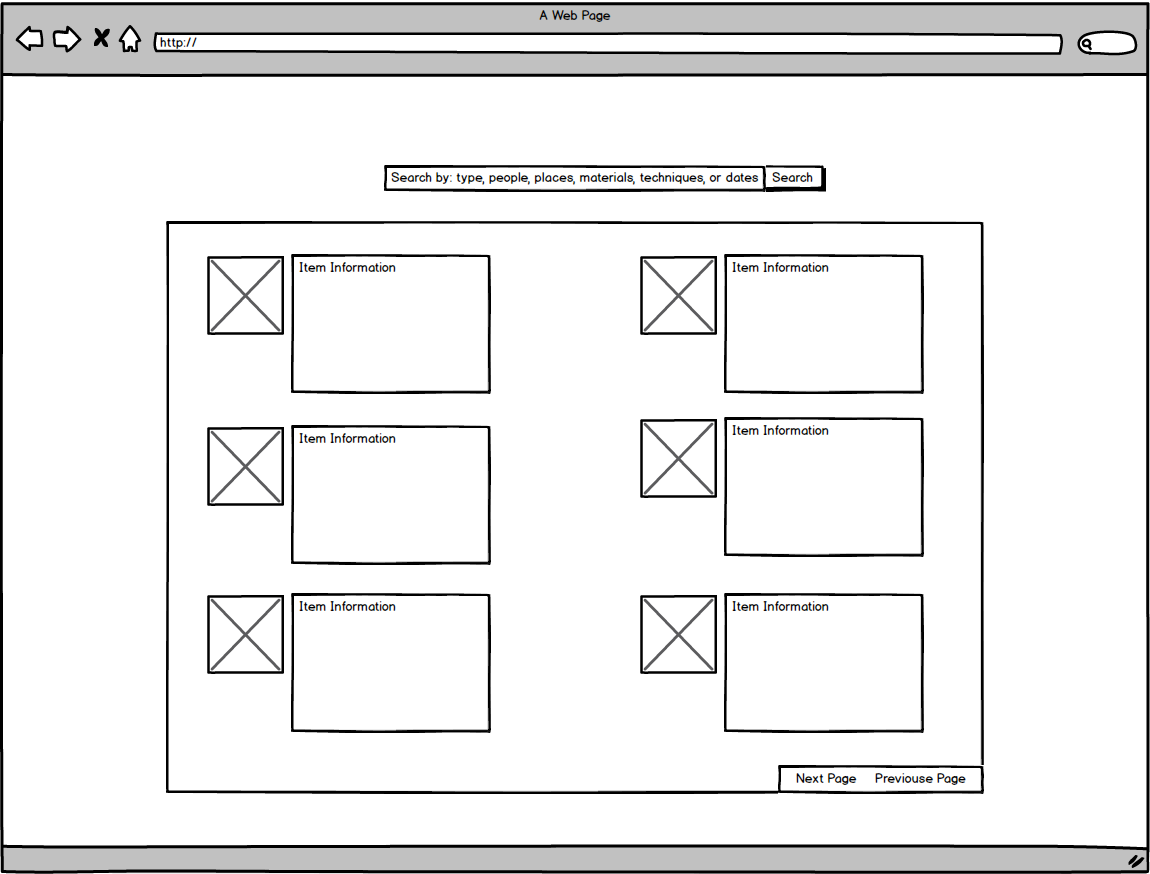 A Web Page
http://
Search by: type, people, places, materials, techniques, or dates Search
Item Information
Item Information
Item Information
Item Information
Item Information
Item Information
Next Page Previouse Page